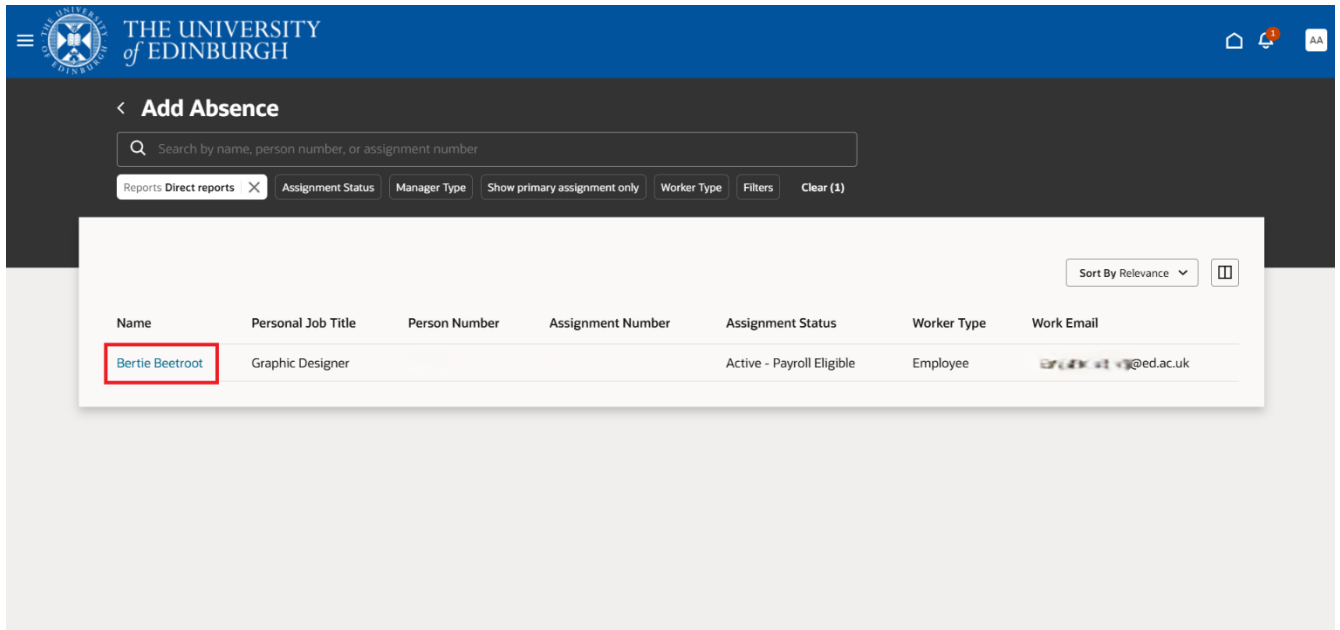 THE UNIVERSITY
of EDINBURGH
1
AA
Add Absence
Search by name, person number, or assignment number
Reports Direct reports Assignment Status Manager Type Show primary assignment only Worker Type Filters Clear (1)
Sort By Relevance
Name Personal Job Title Person Number Assignment Number Assignment Status Worker Type Work Email
Bertie Beetroot Graphic Designer Active - Payroll Eligible Employee @ed.ac.uk